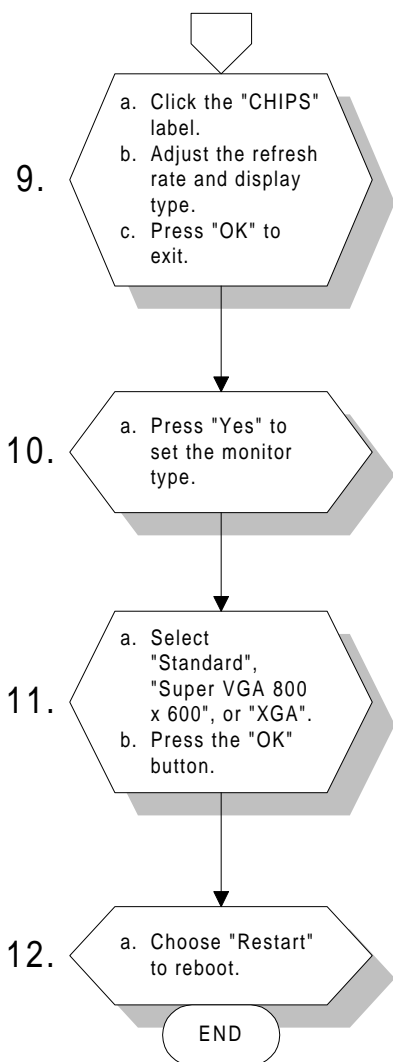 a. Click the "CHIPS"
label.
b. Adjust the refresh
rate and display
type.
c. Press "OK" to
exit.
9.
a. Press "Yes" to
set the monitor
type.
10.
a. Select
"Standard",
"Super VGA 800
x 600", or "XGA".
b. Press the "OK"
button.
11.
a. Choose "Restart"
to reboot.
12.
END